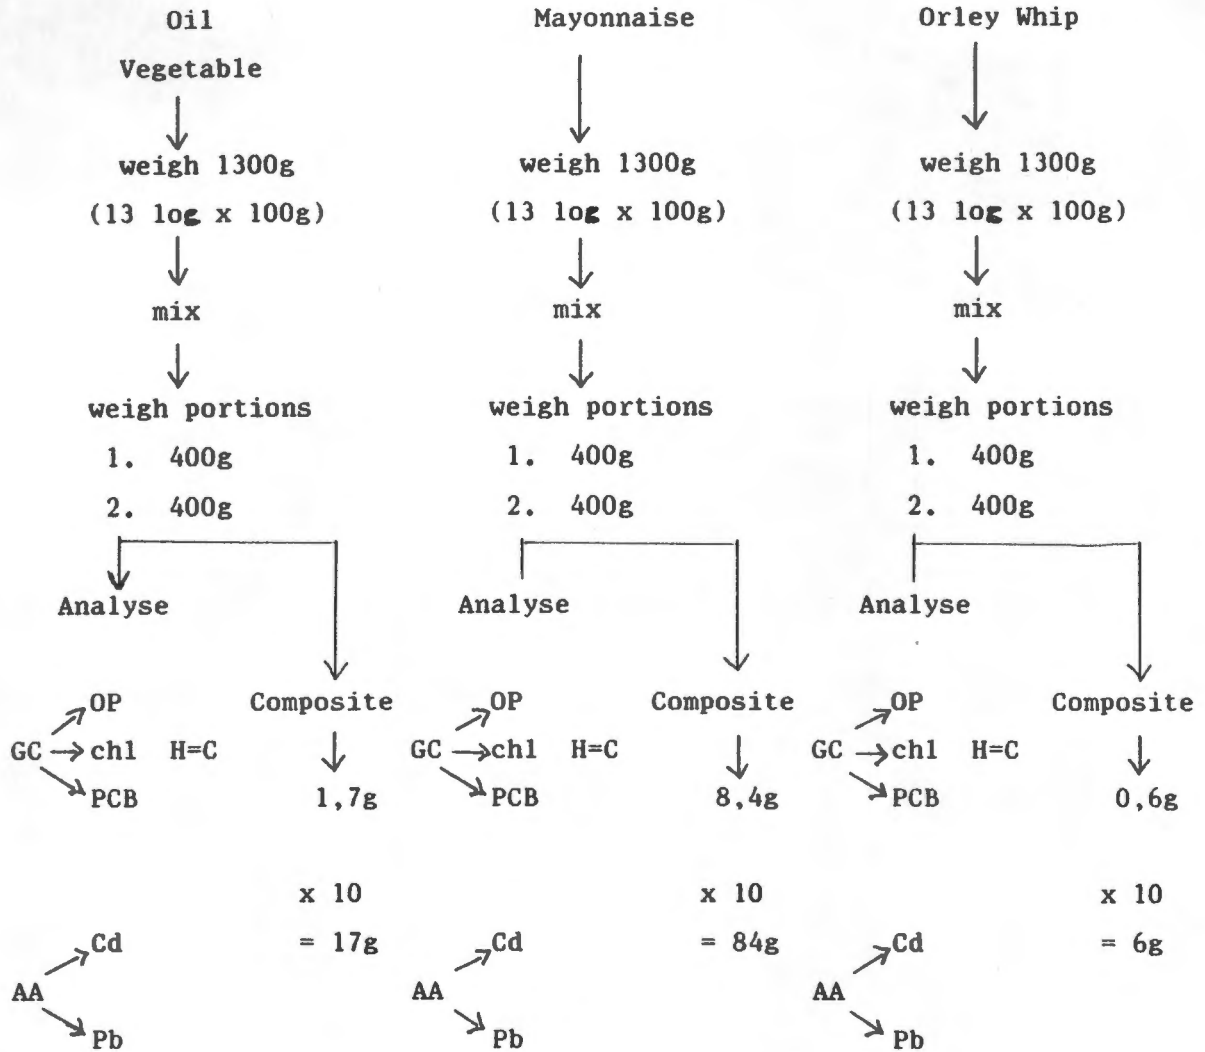 Oil
Vegetable
weigh 1300g
(13 log x 100g)
mix
weigh portions
1. 400g
2. 400g
Analyse
Composite
OP
GC chl H=C
PCB
1,7g
x 10
= 17g
Cd
AA
Pb
Mayonnaise
weigh 1300g
(13 log x 100g)
mix
weigh portions
1. 400g
2. 400g
Analyse
Composite
OP
GC chl H=C
PCB
8,4g
x 10
= 84g
Cd
AA
Pb
Orley Whip
weigh 1300g
(13 log x 100g)
mix
weigh portions
1. 400g
2. 400g
Analyse
Composite
OP
GC chl H=C
PCB
0,6g
x 10
= 6g
Cd
AA
Pb